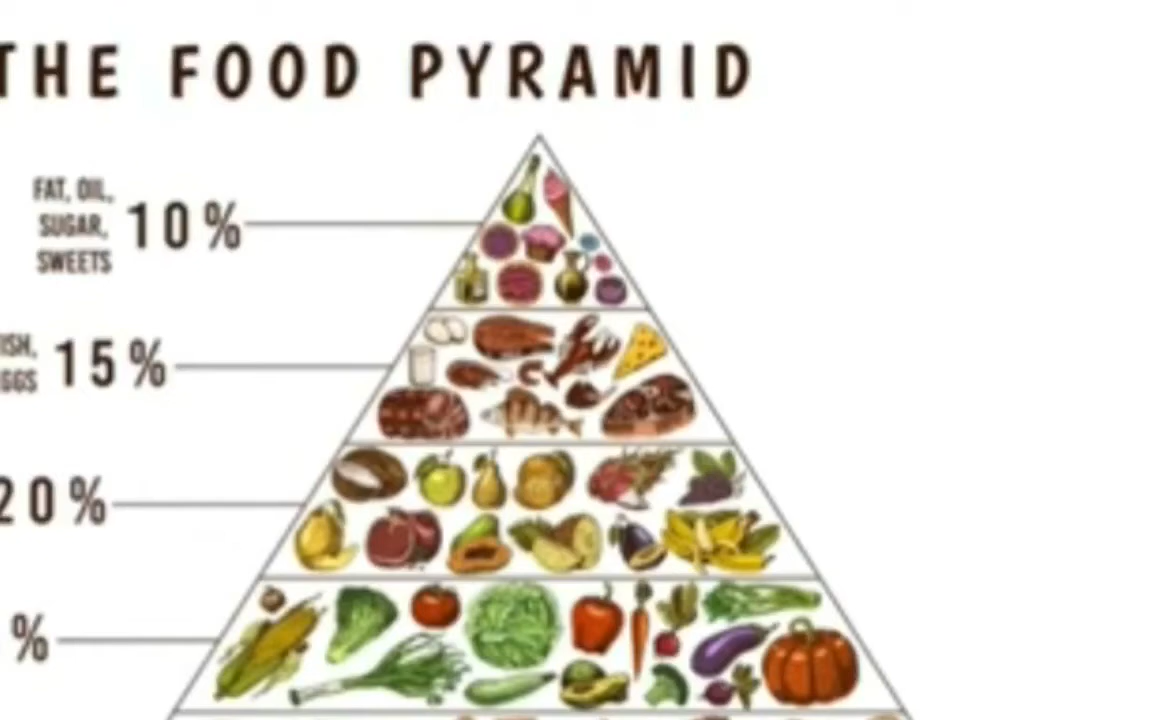 THE FOOD PYRAMID
FAT, OIL,
SUGAR,
SWEETS
10%
15%
20%
%